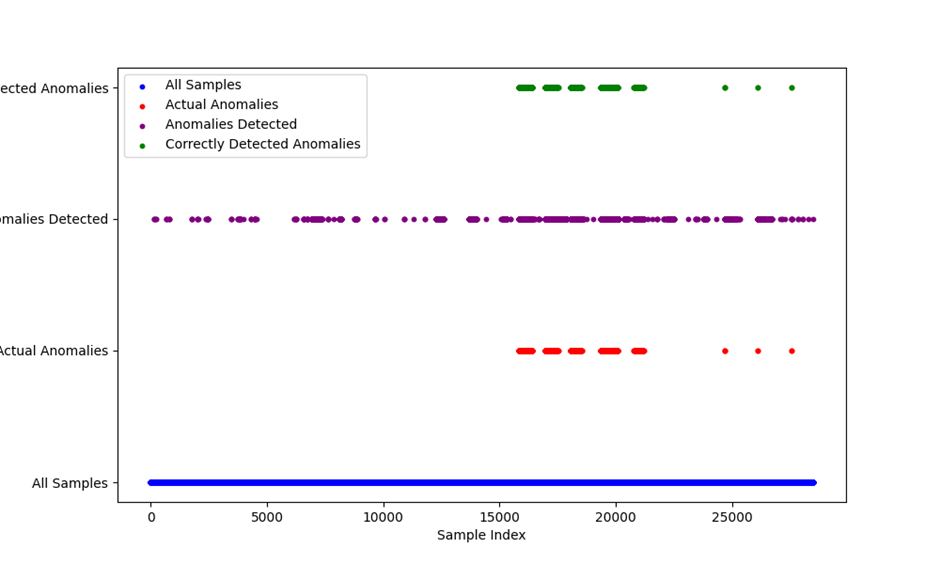 All Samples
Actual Anomalies
Anomalies Detected
Correctly Detected Anomalies
ected Anomalies
malies Detected
Actual Anomalies
All Samples
0 5000 10000 15000 20000 25000
Sample Index